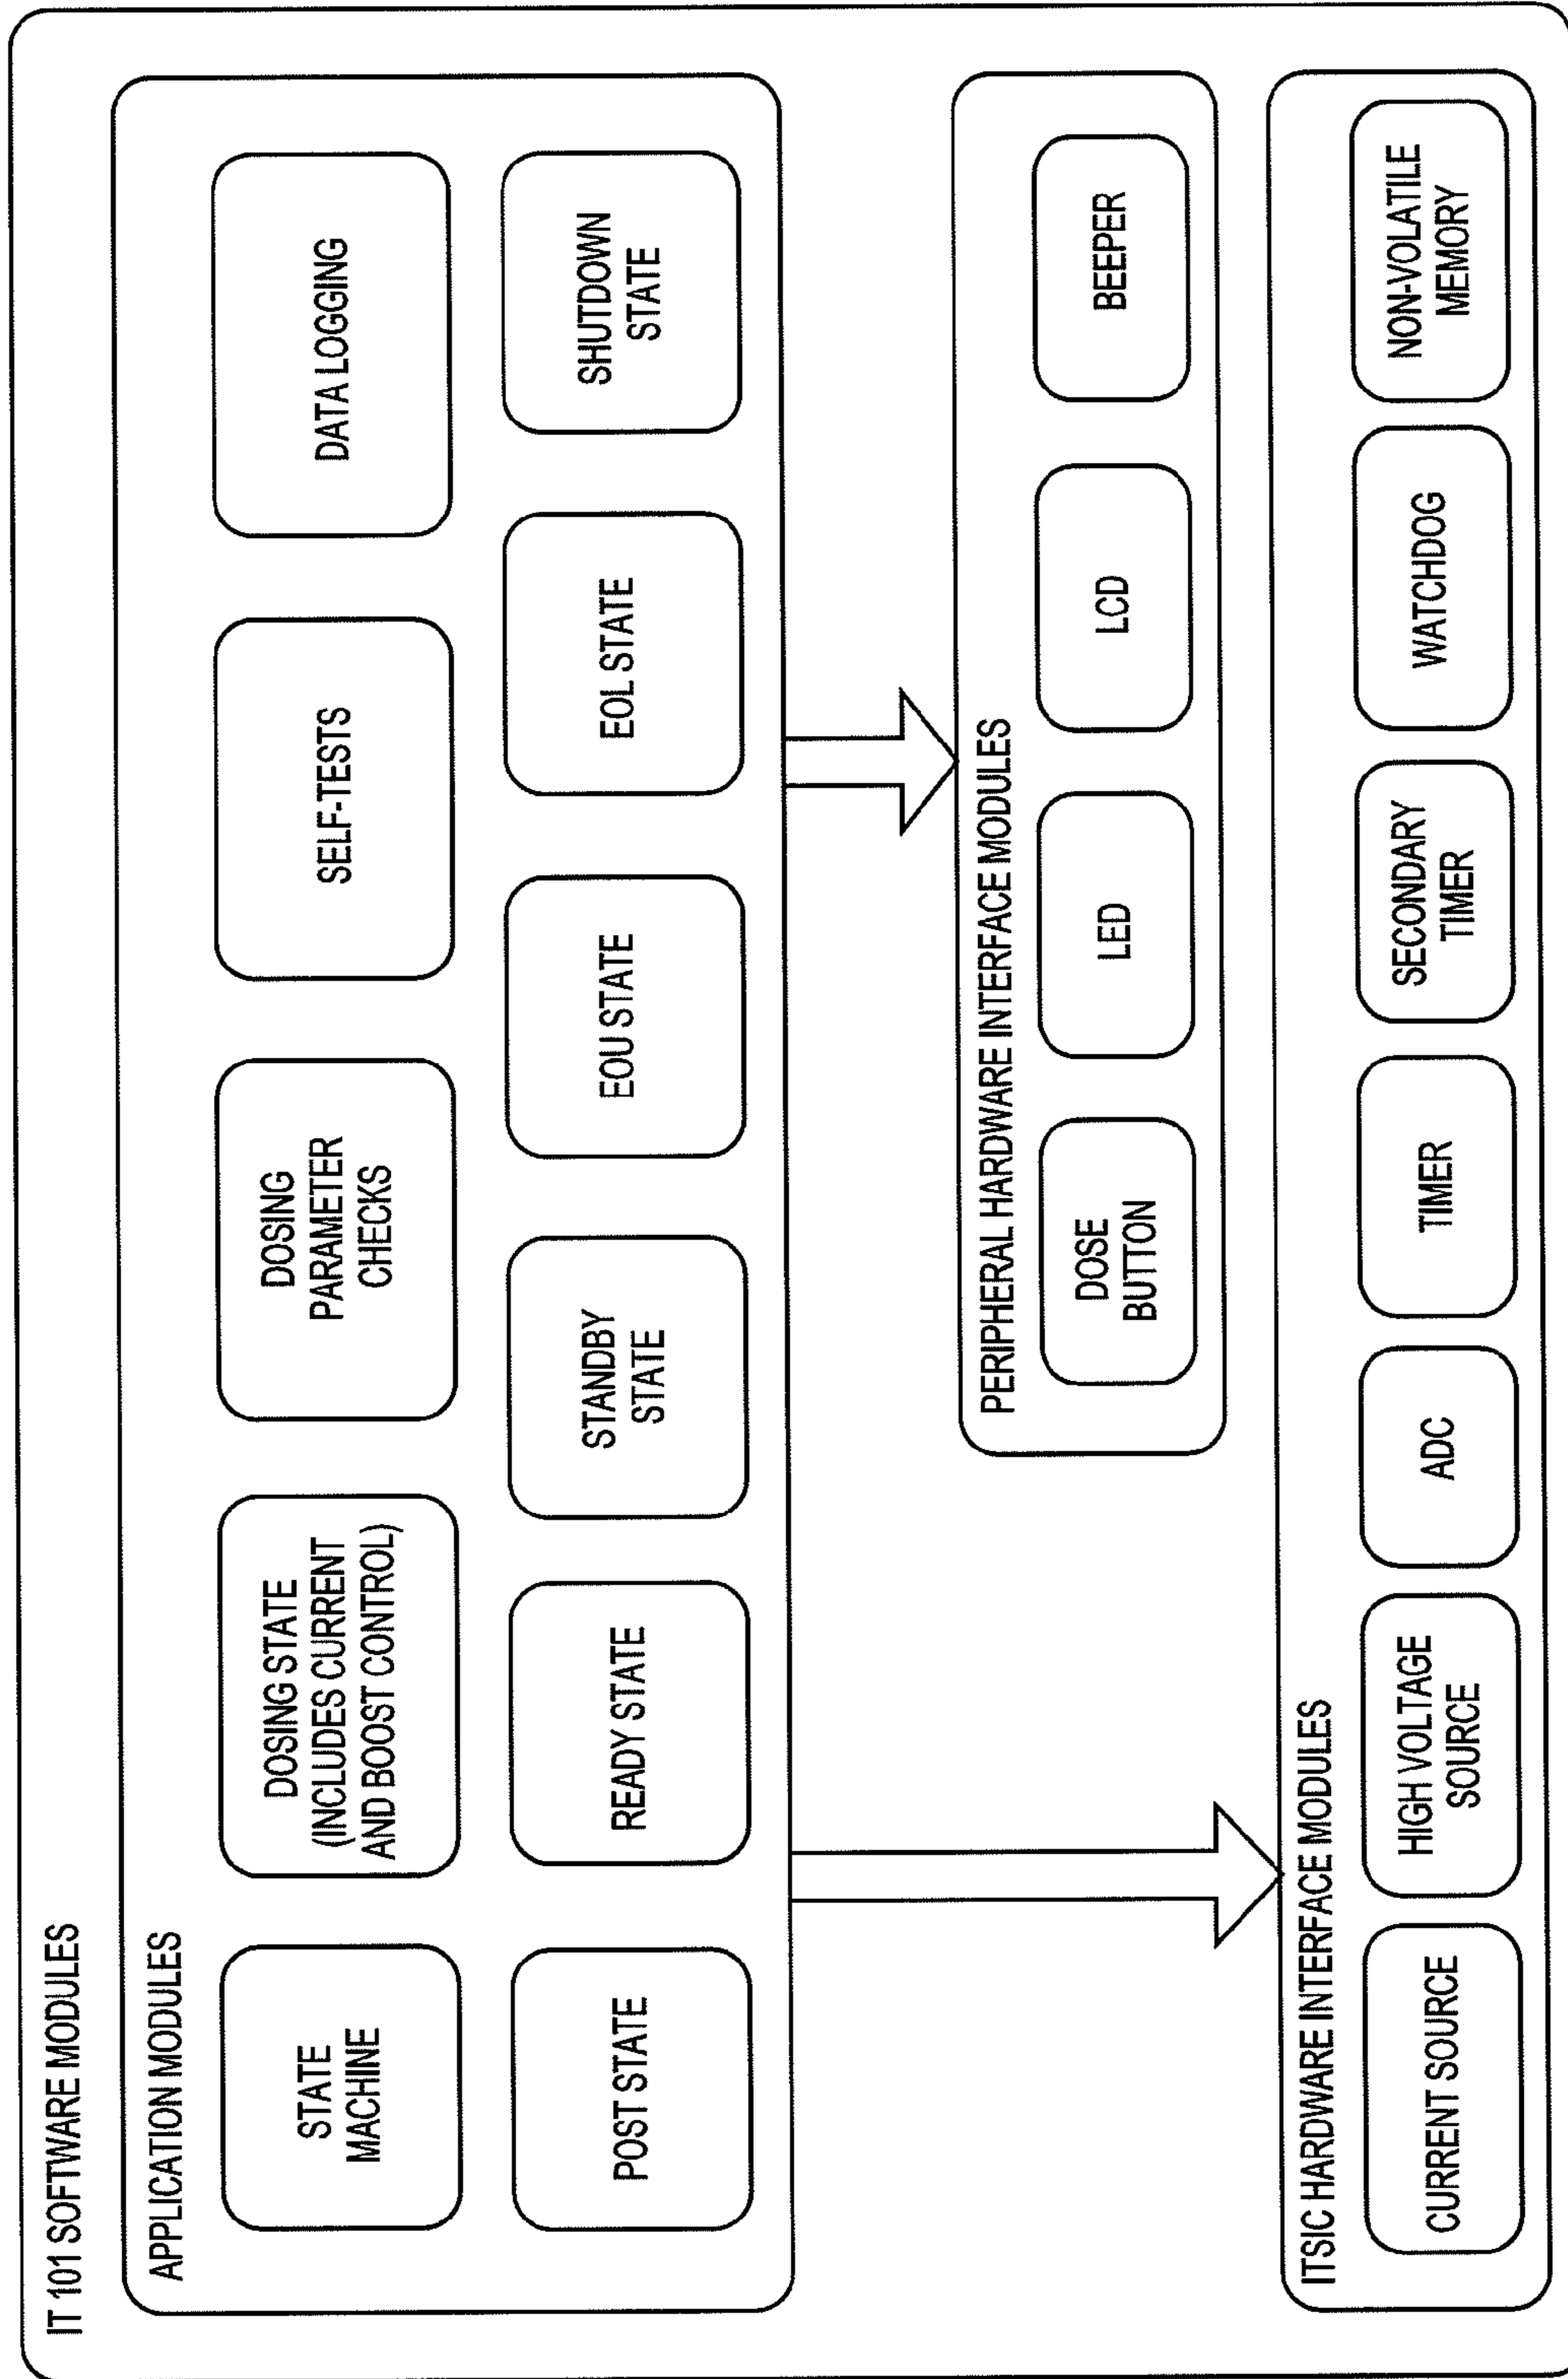 IT 101 SOFTWARE MODULES
APPLICATION MODULES
STATE
MACHINE
DOSING STATE
(INCLUDES CURRENT
AND BOOST CONTROL)
DOSING
PARAMETER
CHECKS
SELF-TESTS
DATA LOGGING
POST STATE
READY STATE
STANDBY
STATE
EOU STATE
EOL STATE
SHUTDOWN
STATE
PERIPHERAL HARDWARE INTERFACE MODULES
DOSE
BUTTON
LED
LCD
BEEPER
ITSIC HARDWARE INTERFACE MODULES
CURRENT SOURCE
HIGH VOLTAGE
SOURCE
ADC
TIMER
SECONDARY
TIMER
WATCHDOG
NON-VOLATILE
MEMORY